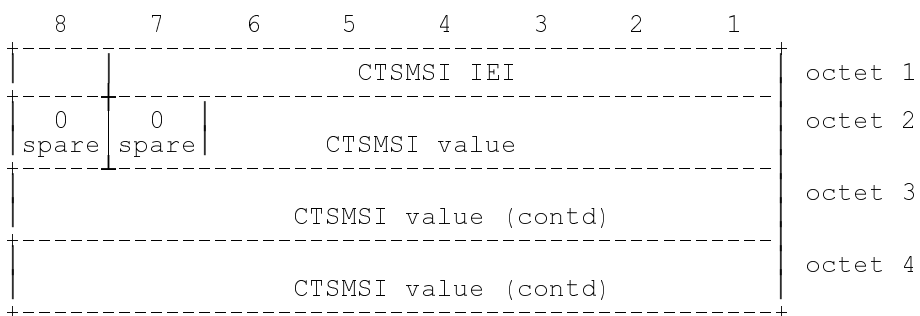 8 7 6 5 4 3 2 1
CTSMSI IEI octet 1
0 0 octet 2
spare spare CTSMSI value
octet 3
CTSMSI value (contd)
octet 4
CTSMSI value (contd)